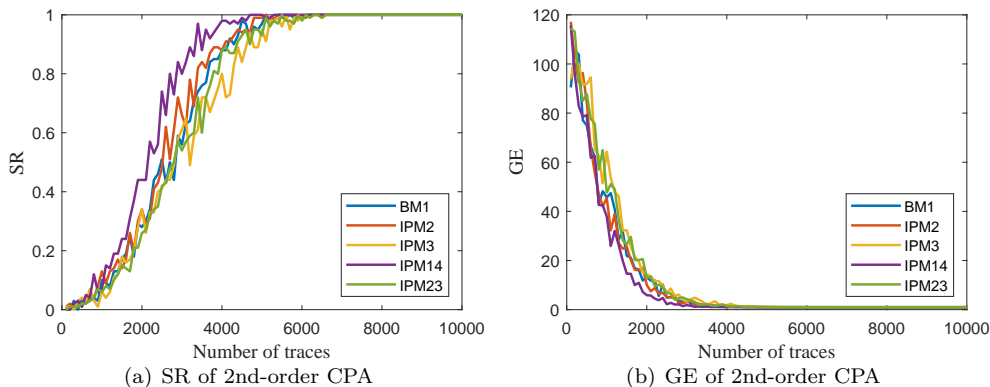 1
0.8
0.6
0.4
0.2
0
SR
0 2000 4000 6000 8000 10000
Number of traces
BM1
IPM2
IPM3
IPM14
IPM23
(a) SR of 2nd-order CPA
120
100
80
60
40
20
0
GE
0 2000 4000 6000 8000 10000
Number of traces
BM1
IPM2
IPM3
IPM14
IPM23
(b) GE of 2nd-order CPA